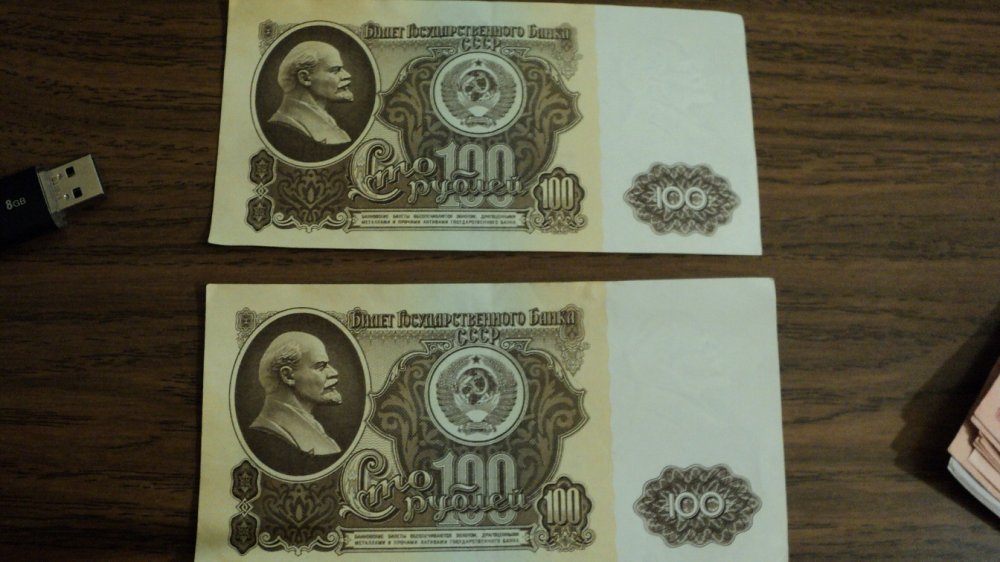 Билет Государственного Банка
СССР
Сто 100
рублей
100
100
БАНКОВСКИЕ БИЛЕТЫ ОБЕСПЕЧИВАЮТСЯ ЗОЛОТОМ, ДРАГОЦЕННЫМИ
МЕТАЛЛАМИ И ПРОЧИМИ АКТИВАМИ ГОСУДАРСТВЕННОГО БАНКА
8GB
Билет Государственного Банка
СССР
Сто 100
рублей
100
100
БАНКОВСКИЕ БИЛЕТЫ ОБЕСПЕЧИВАЮТСЯ ЗОЛОТОМ, ДРАГОЦЕННЫМИ
МЕТАЛЛАМИ И ПРОЧИМИ АКТИВАМИ ГОСУДАРСТВЕННОГО БАНКА